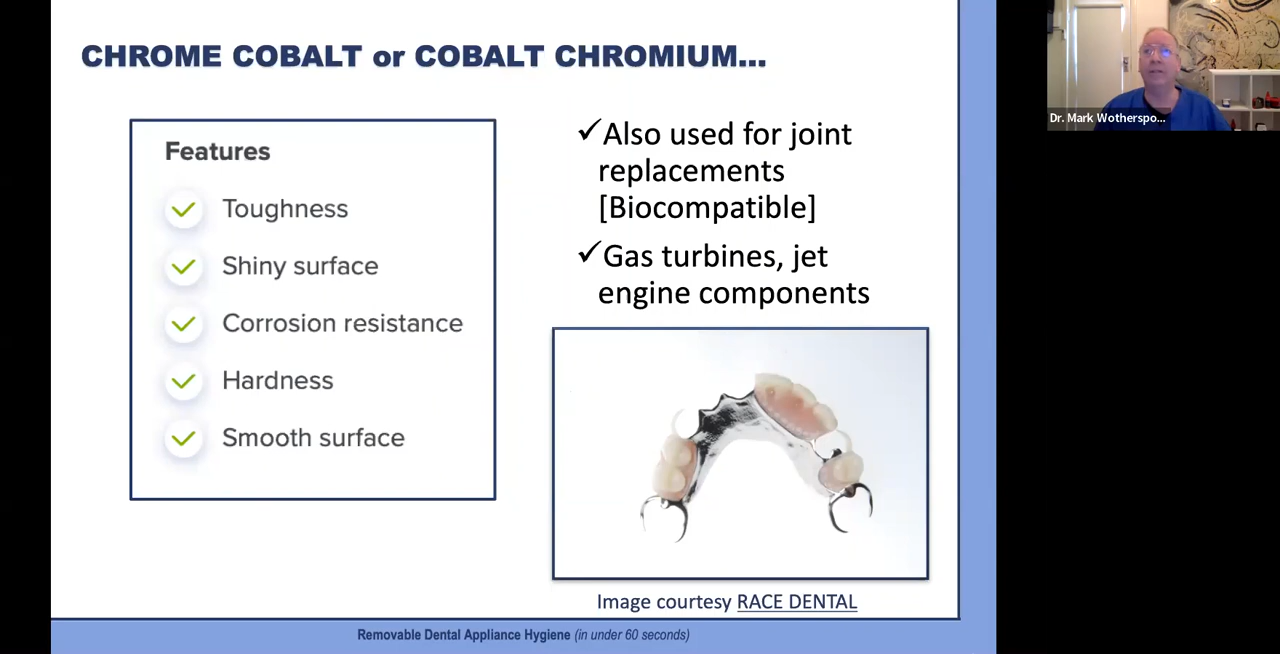 CHROME COBALT or COBALT CHROMIUM...
Features
Toughness
Shiny surface
Corrosion resistance
Hardness
Smooth surface
✓Also used for joint
replacements
[Biocompatible]
✓Gas turbines, jet
engine components
Image courtesy RACE DENTAL
Removable Dental Appliance Hygiene (in under 60 seconds)
Dr. Mark Wotherspo...